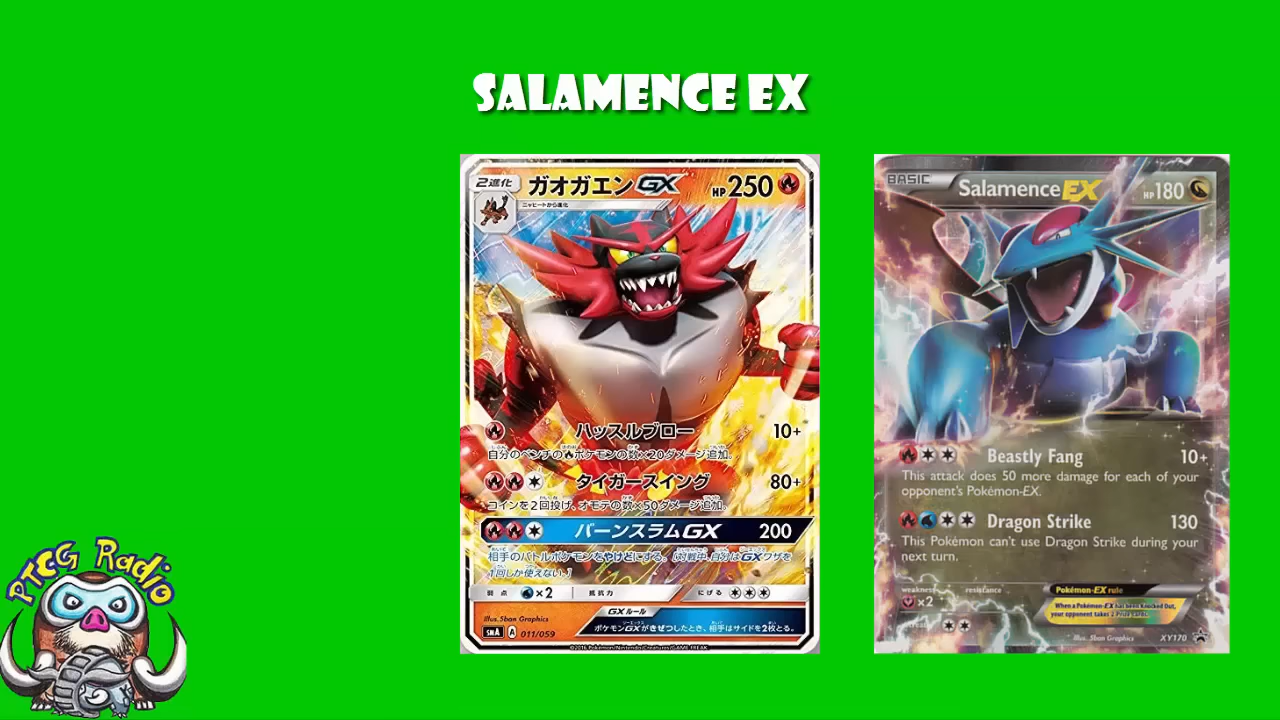 SALAMENCE EX
2進化
ガオガエンGX
HP250
ニャヒートから進化
ハッスルブロー 10+
自分のベンチの🔥ポケモンの数×20ダメージ追加。
タイガースイング 80+
コインを2回投げ、オモテの数×50ダメージ追加。
バーンスラムGX 200
相手のバトルポケモンをやけどにする。[対戦中、自分はGXワザを
1回しか使えない。]
弱点 ×2 抵抗力 にげる
Illus.5ban Graphics
GXルール
ポケモンGXがきぜつしたとき、相手はサイドを2枚とる。
SMA A 011/059
©2016 Pokémon/Nintendo/Creatures/GAME FREAK
BASIC
Salamence EX
HP180
Beastly Fang 10+
This attack does 50 more damage for each of your
opponent's Pokémon-EX.
Dragon Strike 130
This Pokémon can't use Dragon Strike during your
next turn.
weakness resistance
×2
Pokémon-EX rule
When a Pokémon-EX has been Knocked Out,
your opponent takes 2 Prize cards.
Illus. 5ban Graphics
XY170
PTCG Radio